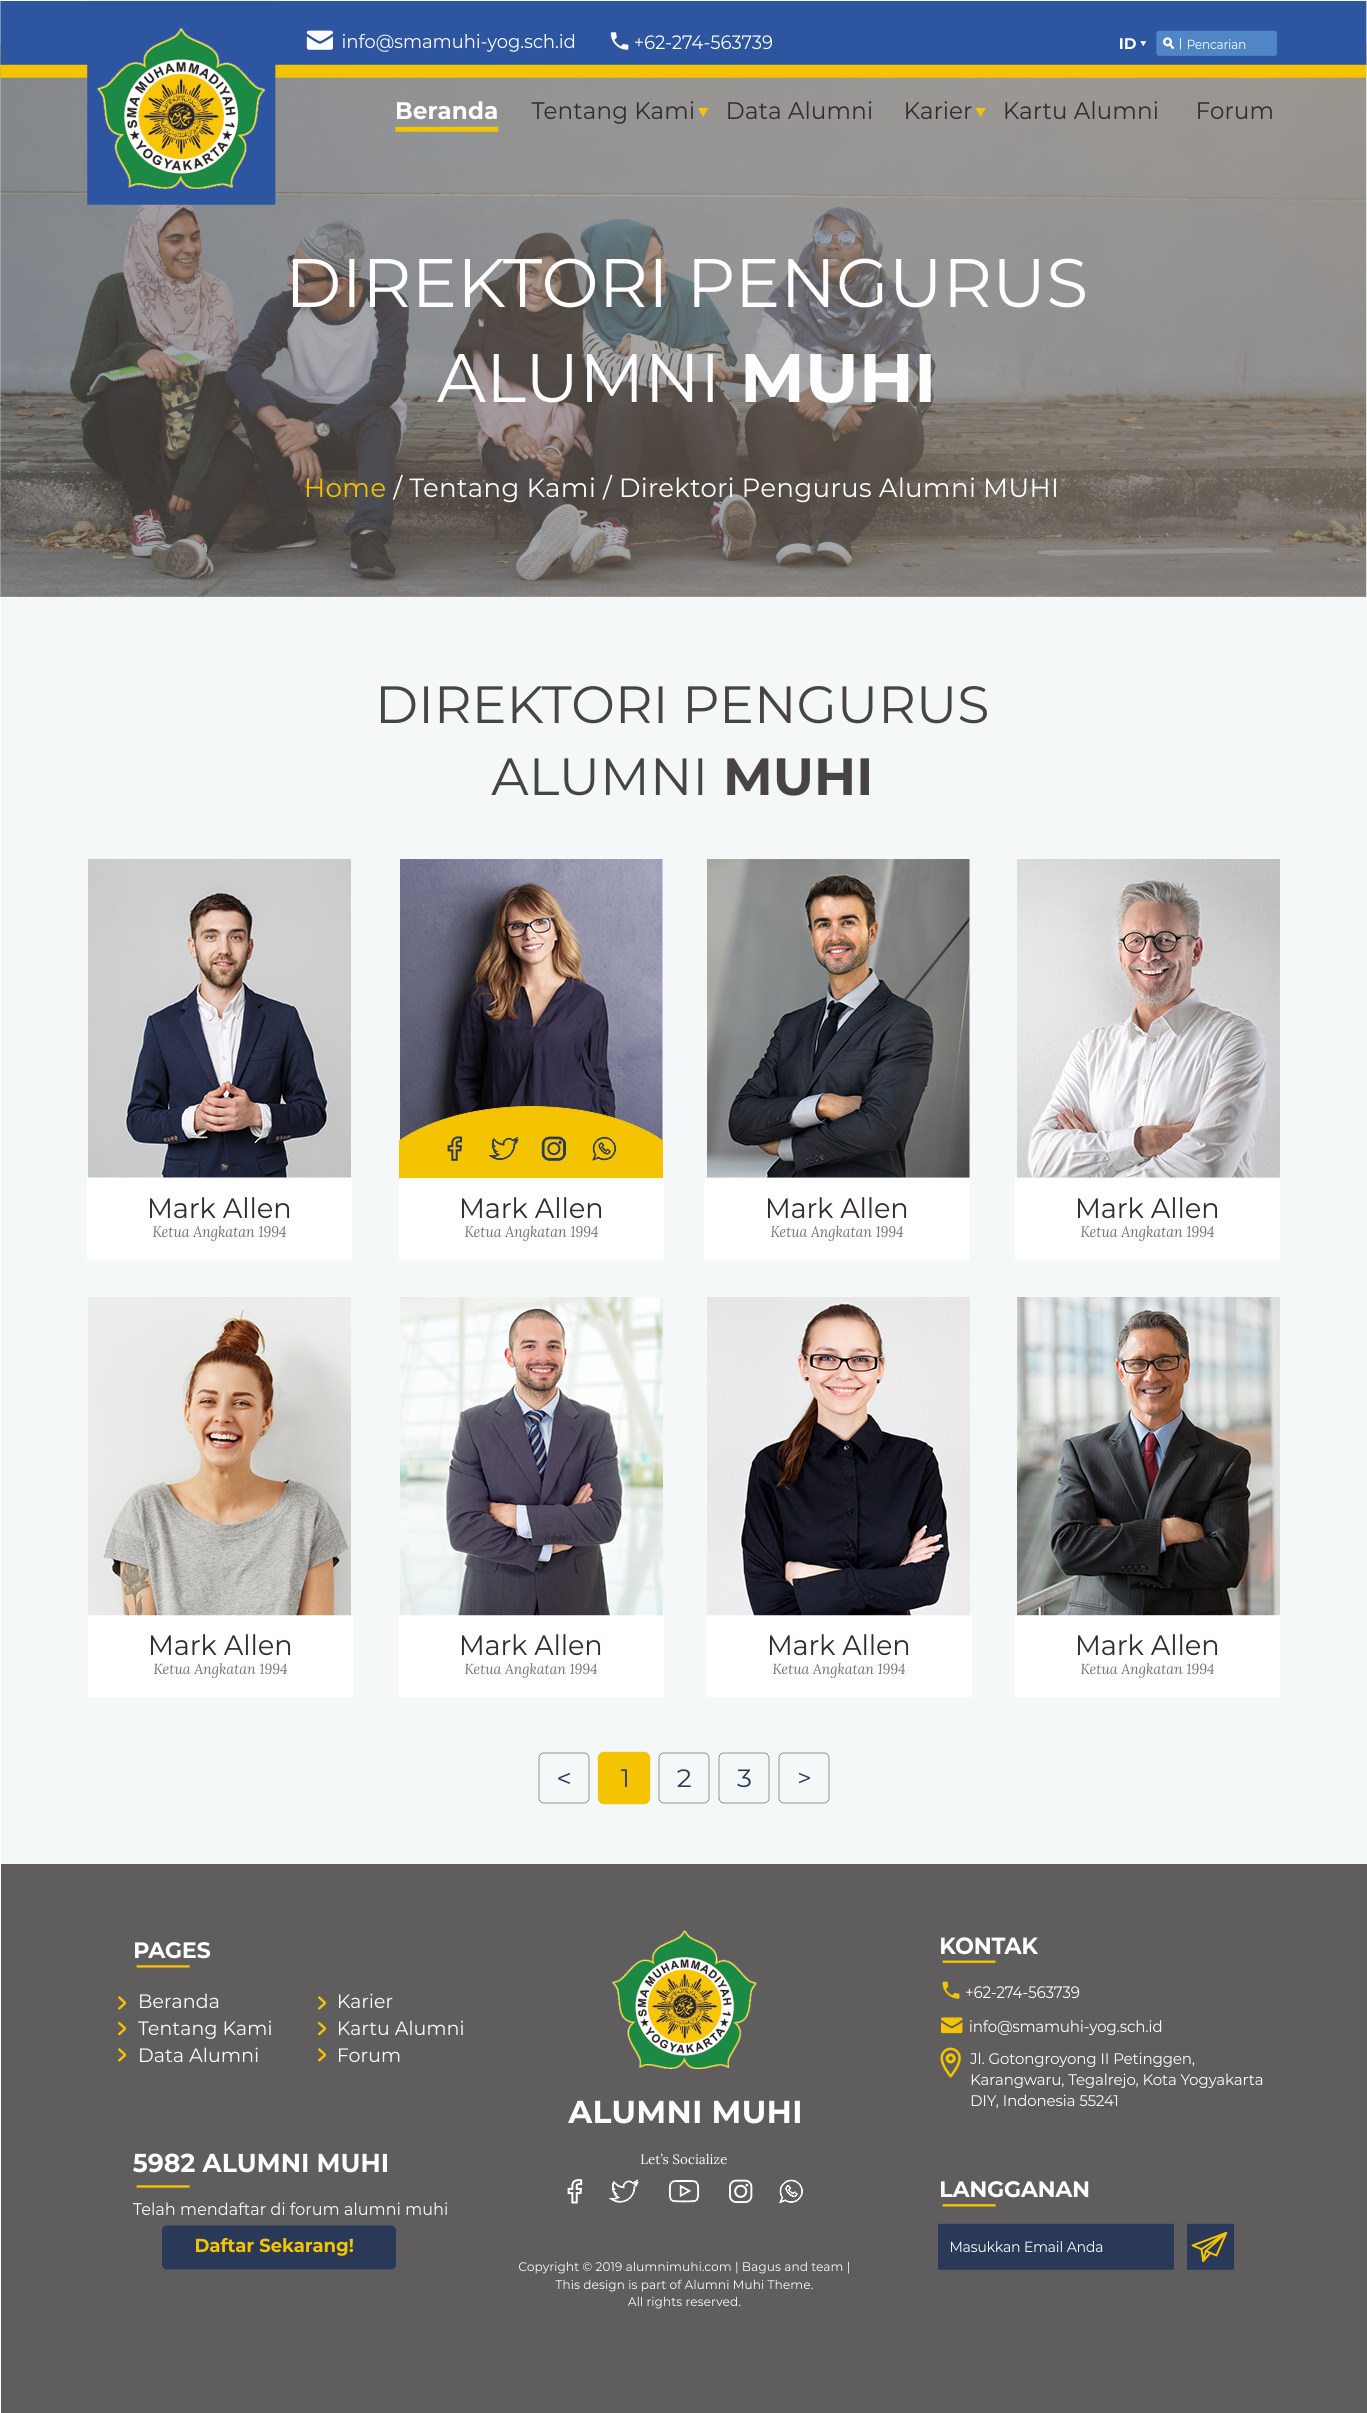 info@smamuhi-yog.sch.id +62-274-563739 ID Pencarian
SMA MUHAMMADIYAH 1
YOGYAKARTA
Beranda Tentang Kami Data Alumni Karier Kartu Alumni Forum
DIREKTORI PENGURUS
ALUMNI MUHI
Home / Tentang Kami / Direktori Pengurus Alumni MUHI
DIREKTORI PENGURUS
ALUMNI MUHI
Mark Allen
Ketua Angkatan 1994
Mark Allen
Ketua Angkatan 1994
Mark Allen
Ketua Angkatan 1994
Mark Allen
Ketua Angkatan 1994
Mark Allen
Ketua Angkatan 1994
Mark Allen
Ketua Angkatan 1994
Mark Allen
Ketua Angkatan 1994
Mark Allen
Ketua Angkatan 1994
< 1 2 3 >
PAGES
Beranda
Tentang Kami
Data Alumni
Karier
Kartu Alumni
Forum
5982 ALUMNI MUHI
Telah mendaftar di forum alumni muhi
Daftar Sekarang!
SMA MUHAMMADIYAH 1
YOGYAKARTA
ALUMNI MUHI
Let's Socialize
Copyright © 2019 alumnimuhi.com | Bagus and team |
This design is part of Alumni Muhi Theme.
All rights reserved.
KONTAK
+62-274-563739
info@smamuhi-yog.sch.id
Jl. Gotongroyong II Petinggen,
Karangwaru, Tegalrejo, Kota Yogyakarta
DIY, Indonesia 55241
LANGGANAN
Masukkan Email Anda